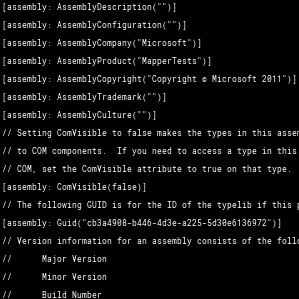 [assembly: AssemblyDescription("")]
[assembly: AssemblyConfiguration("")]
[assembly: AssemblyCompany("Microsoft")]
[assembly: AssemblyProduct("MapperTests")]
[assembly: AssemblyCopyright("Copyright © Microsoft 2011")]
[assembly: AssemblyTrademark("")]
[assembly: AssemblyCulture("")]
// Setting ComVisible to false makes the types in this
// to COM components.  If you need to access a type in this
// COM, set the ComVisible attribute to true on that type.
[assembly: ComVisible(false)]
// The following GUID is for the ID of the typelib if this
[assembly: Guid("cb3a4908-b446-4d3e-a225-5d30e6136972")]
// Version information for an assembly consists of the
//      Major Version
//      Minor Version
//      Build Number